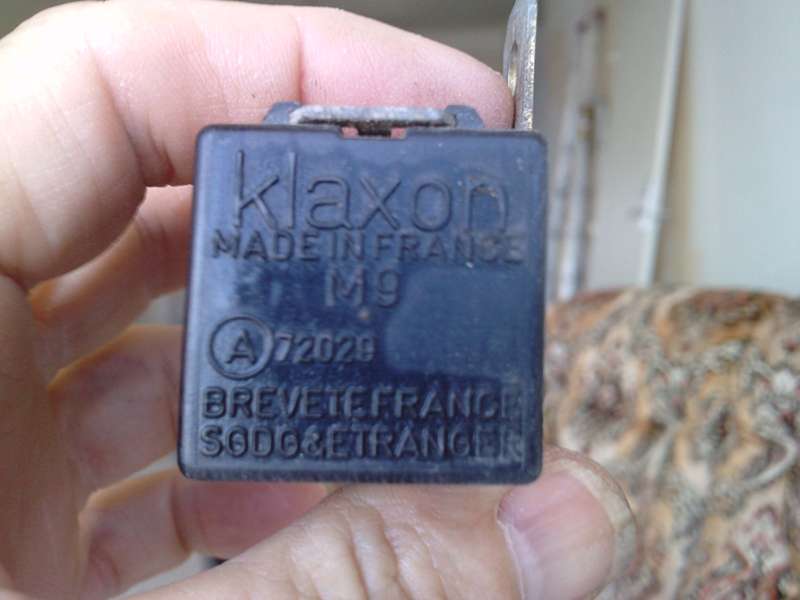 klaxon
MADE IN FRANCE
M9
A 72029
BREVETE FRANCE
SGDG & ETRANGER